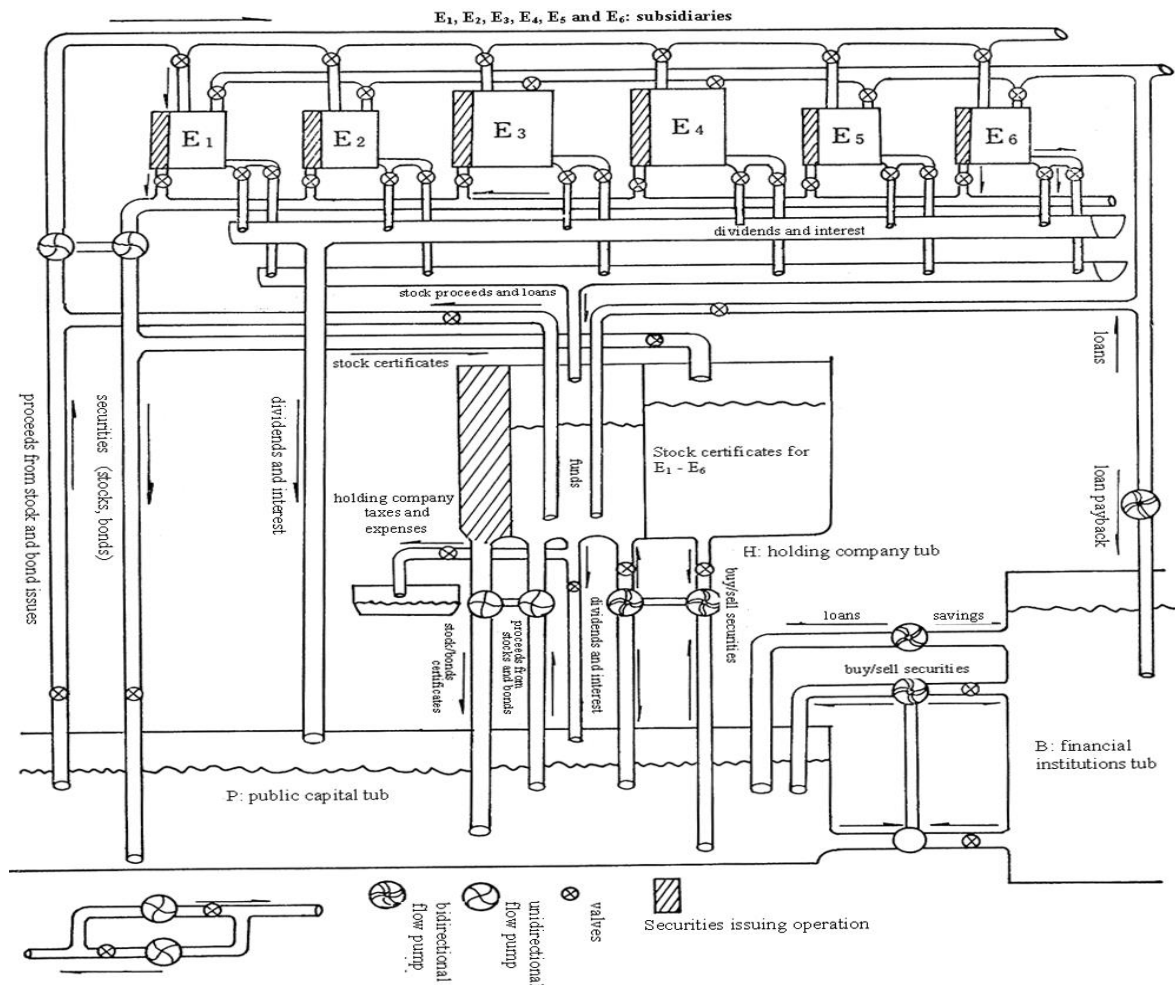 E1, E2, E3, E4, E5 and E6: subsidiaries
E1
E2
E3
E4
E5
E6
dividends and interest
stock proceeds and loans
stock certificates
proceeds from stock and bond issues
securities (stocks, bonds)
dividends and interest
funds
Stock certificates for
E1 - E6
loans
loan payback
holding company
taxes and
expenses
H: holding company tub
stock/bonds
certificates
proceeds from
stocks and bonds
dividends and interest
buy/sell securities
loans
savings
buy/sell securities
B: financial
institutions tub
P: public capital tub
bidirectional
flow pump
unidirectional
flow pump
valves
Securities issuing operation